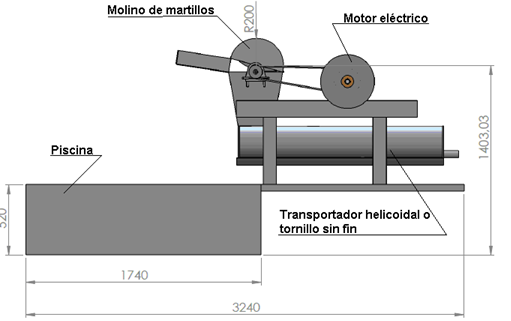 Molino de martillos
R200
Motor eléctrico
1403,03
Piscina
520
Transportador helicoidal o
tornillo sin fin
1740
3240